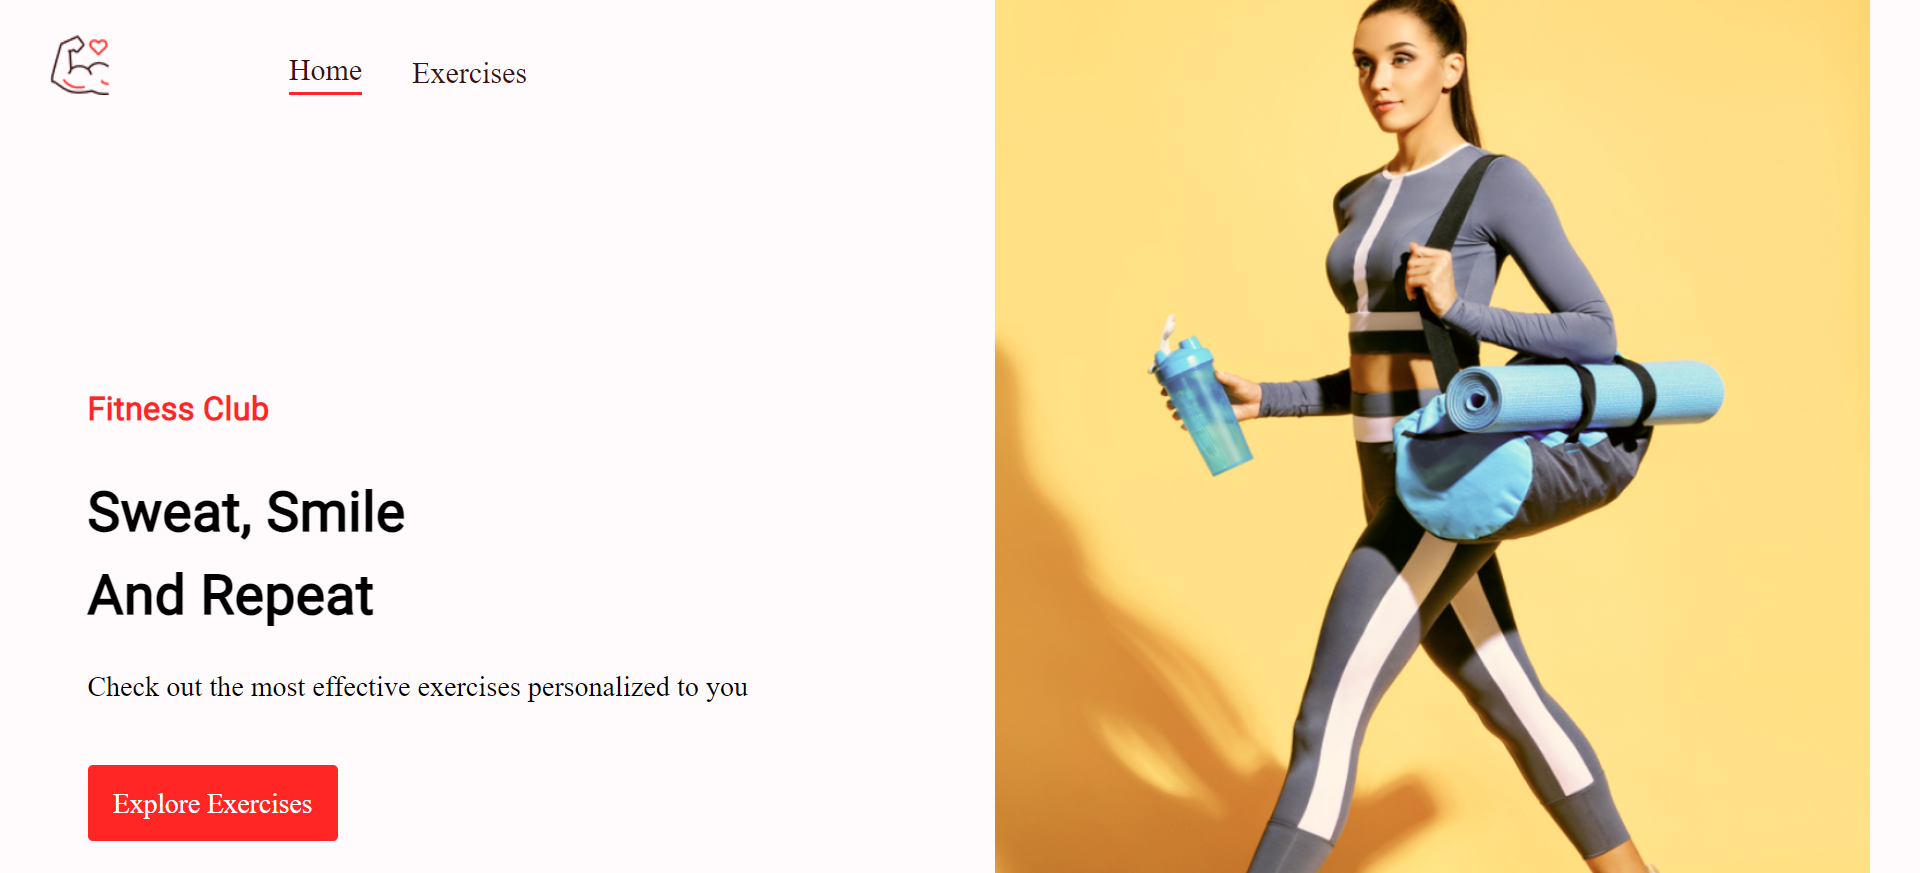 Home
Exercises
Fitness Club
Sweat, Smile
And Repeat
Check out the most effective exercises personalized to you
Explore Exercises